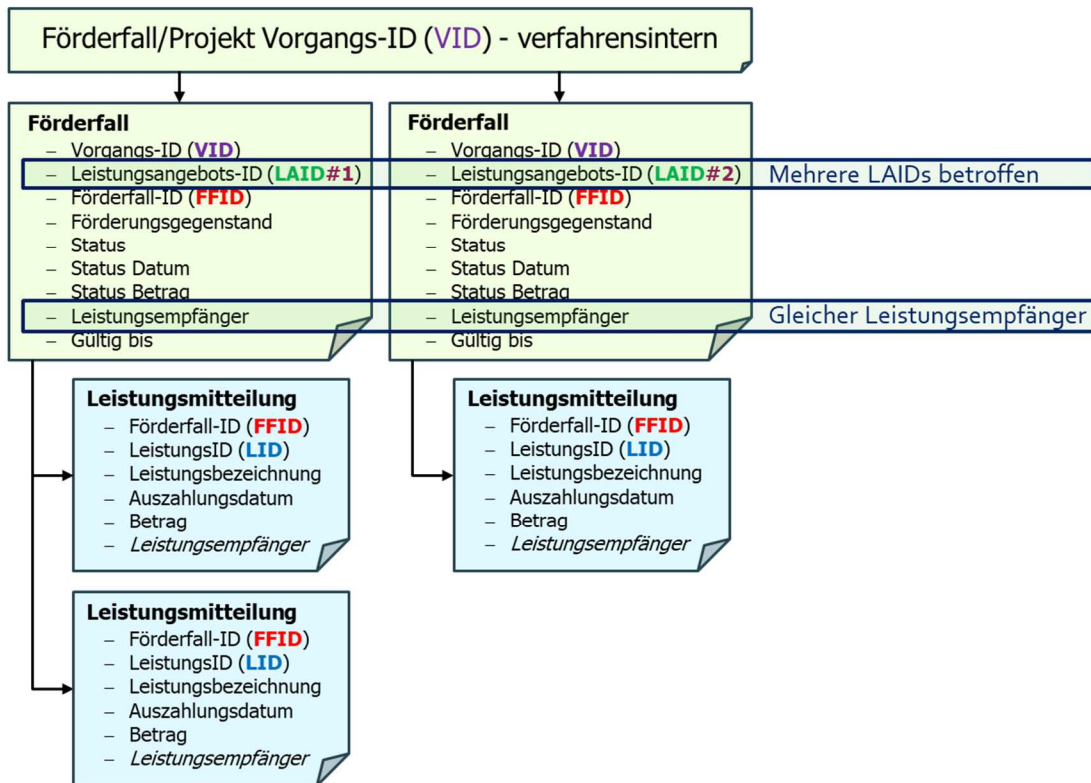 Förderfall/Projekt Vorgangs-ID (VID) - verfahrensintern
Förderfall
– Vorgangs-ID (VID)
– Leistungsangebots-ID (LAID#1)
– Förderfall-ID (FFID)
– Förderungsgegenstand
– Status
– Status Datum
– Status Betrag
– Leistungsempfänger
– Gültig bis
Förderfall
– Vorgangs-ID (VID)
– Leistungsangebots-ID (LAID#2)
– Förderfall-ID (FFID)
– Förderungsgegenstand
– Status
– Status Datum
– Status Betrag
– Leistungsempfänger
– Gültig bis
Mehrere LAIDs betroffen
Gleicher Leistungsempfänger
Leistungsmitteilung
– Förderfall-ID (FFID)
– LeistungsID (LID)
– Leistungsbezeichnung
– Auszahlungsdatum
– Betrag
– Leistungsempfänger
Leistungsmitteilung
– Förderfall-ID (FFID)
– LeistungsID (LID)
– Leistungsbezeichnung
– Auszahlungsdatum
– Betrag
– Leistungsempfänger
Leistungsmitteilung
– Förderfall-ID (FFID)
– LeistungsID (LID)
– Leistungsbezeichnung
– Auszahlungsdatum
– Betrag
– Leistungsempfänger